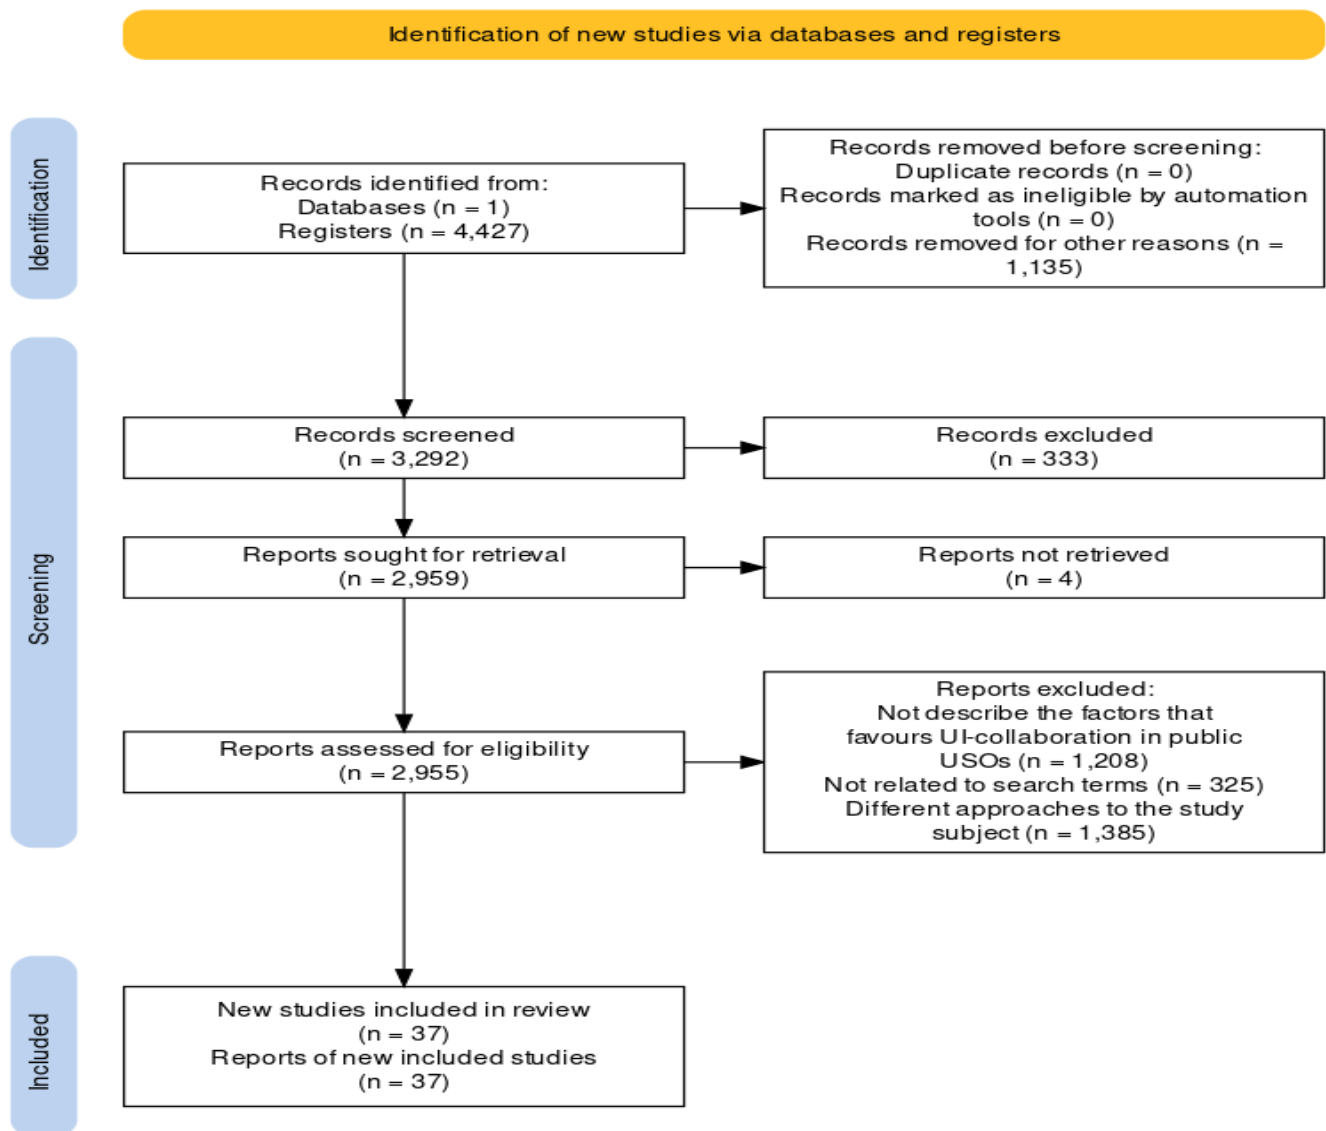 Identification of new studies via databases and registers
Identification
Records identified from:
Databases (n = 1)
Registers (n = 4,427)
Records removed before screening:
Duplicate records (n = 0)
Records marked as ineligible by automation
tools (n = 0)
Records removed for other reasons (n =
1,135)
Screening
Records screened
(n = 3,292)
Records excluded
(n = 333)
Reports sought for retrieval
(n = 2,959)
Reports not retrieved
(n = 4)
Reports assessed for eligibility
(n = 2,955)
Reports excluded:
Not describe the factors that
favours UI-collaboration in public
USOs (n = 1,208)
Not related to search terms (n = 325)
Different approaches to the study
subject (n = 1,385)
Included
New studies included in review
(n = 37)
Reports of new included studies
(n = 37)